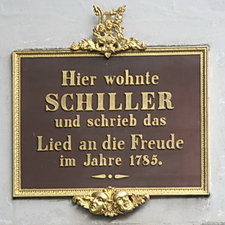 Hier wohnte
SCHILLER
und schrieb das
Lied an die Freude
im Jahre 1785.